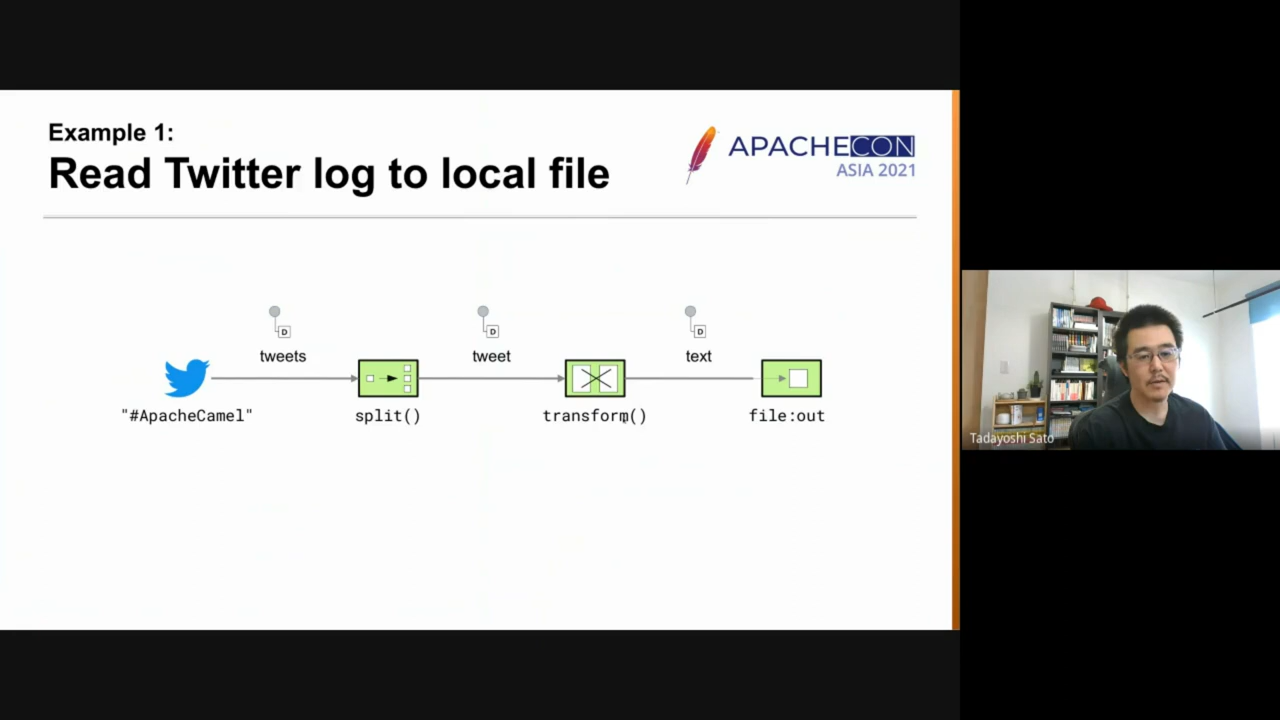 Example 1:
Read Twitter log to local file
APACHECON
ASIA 2021
D
D
D
tweets
tweet
text
"#ApacheCamel"
split()
transform()
file:out
Tadayoshi Sato